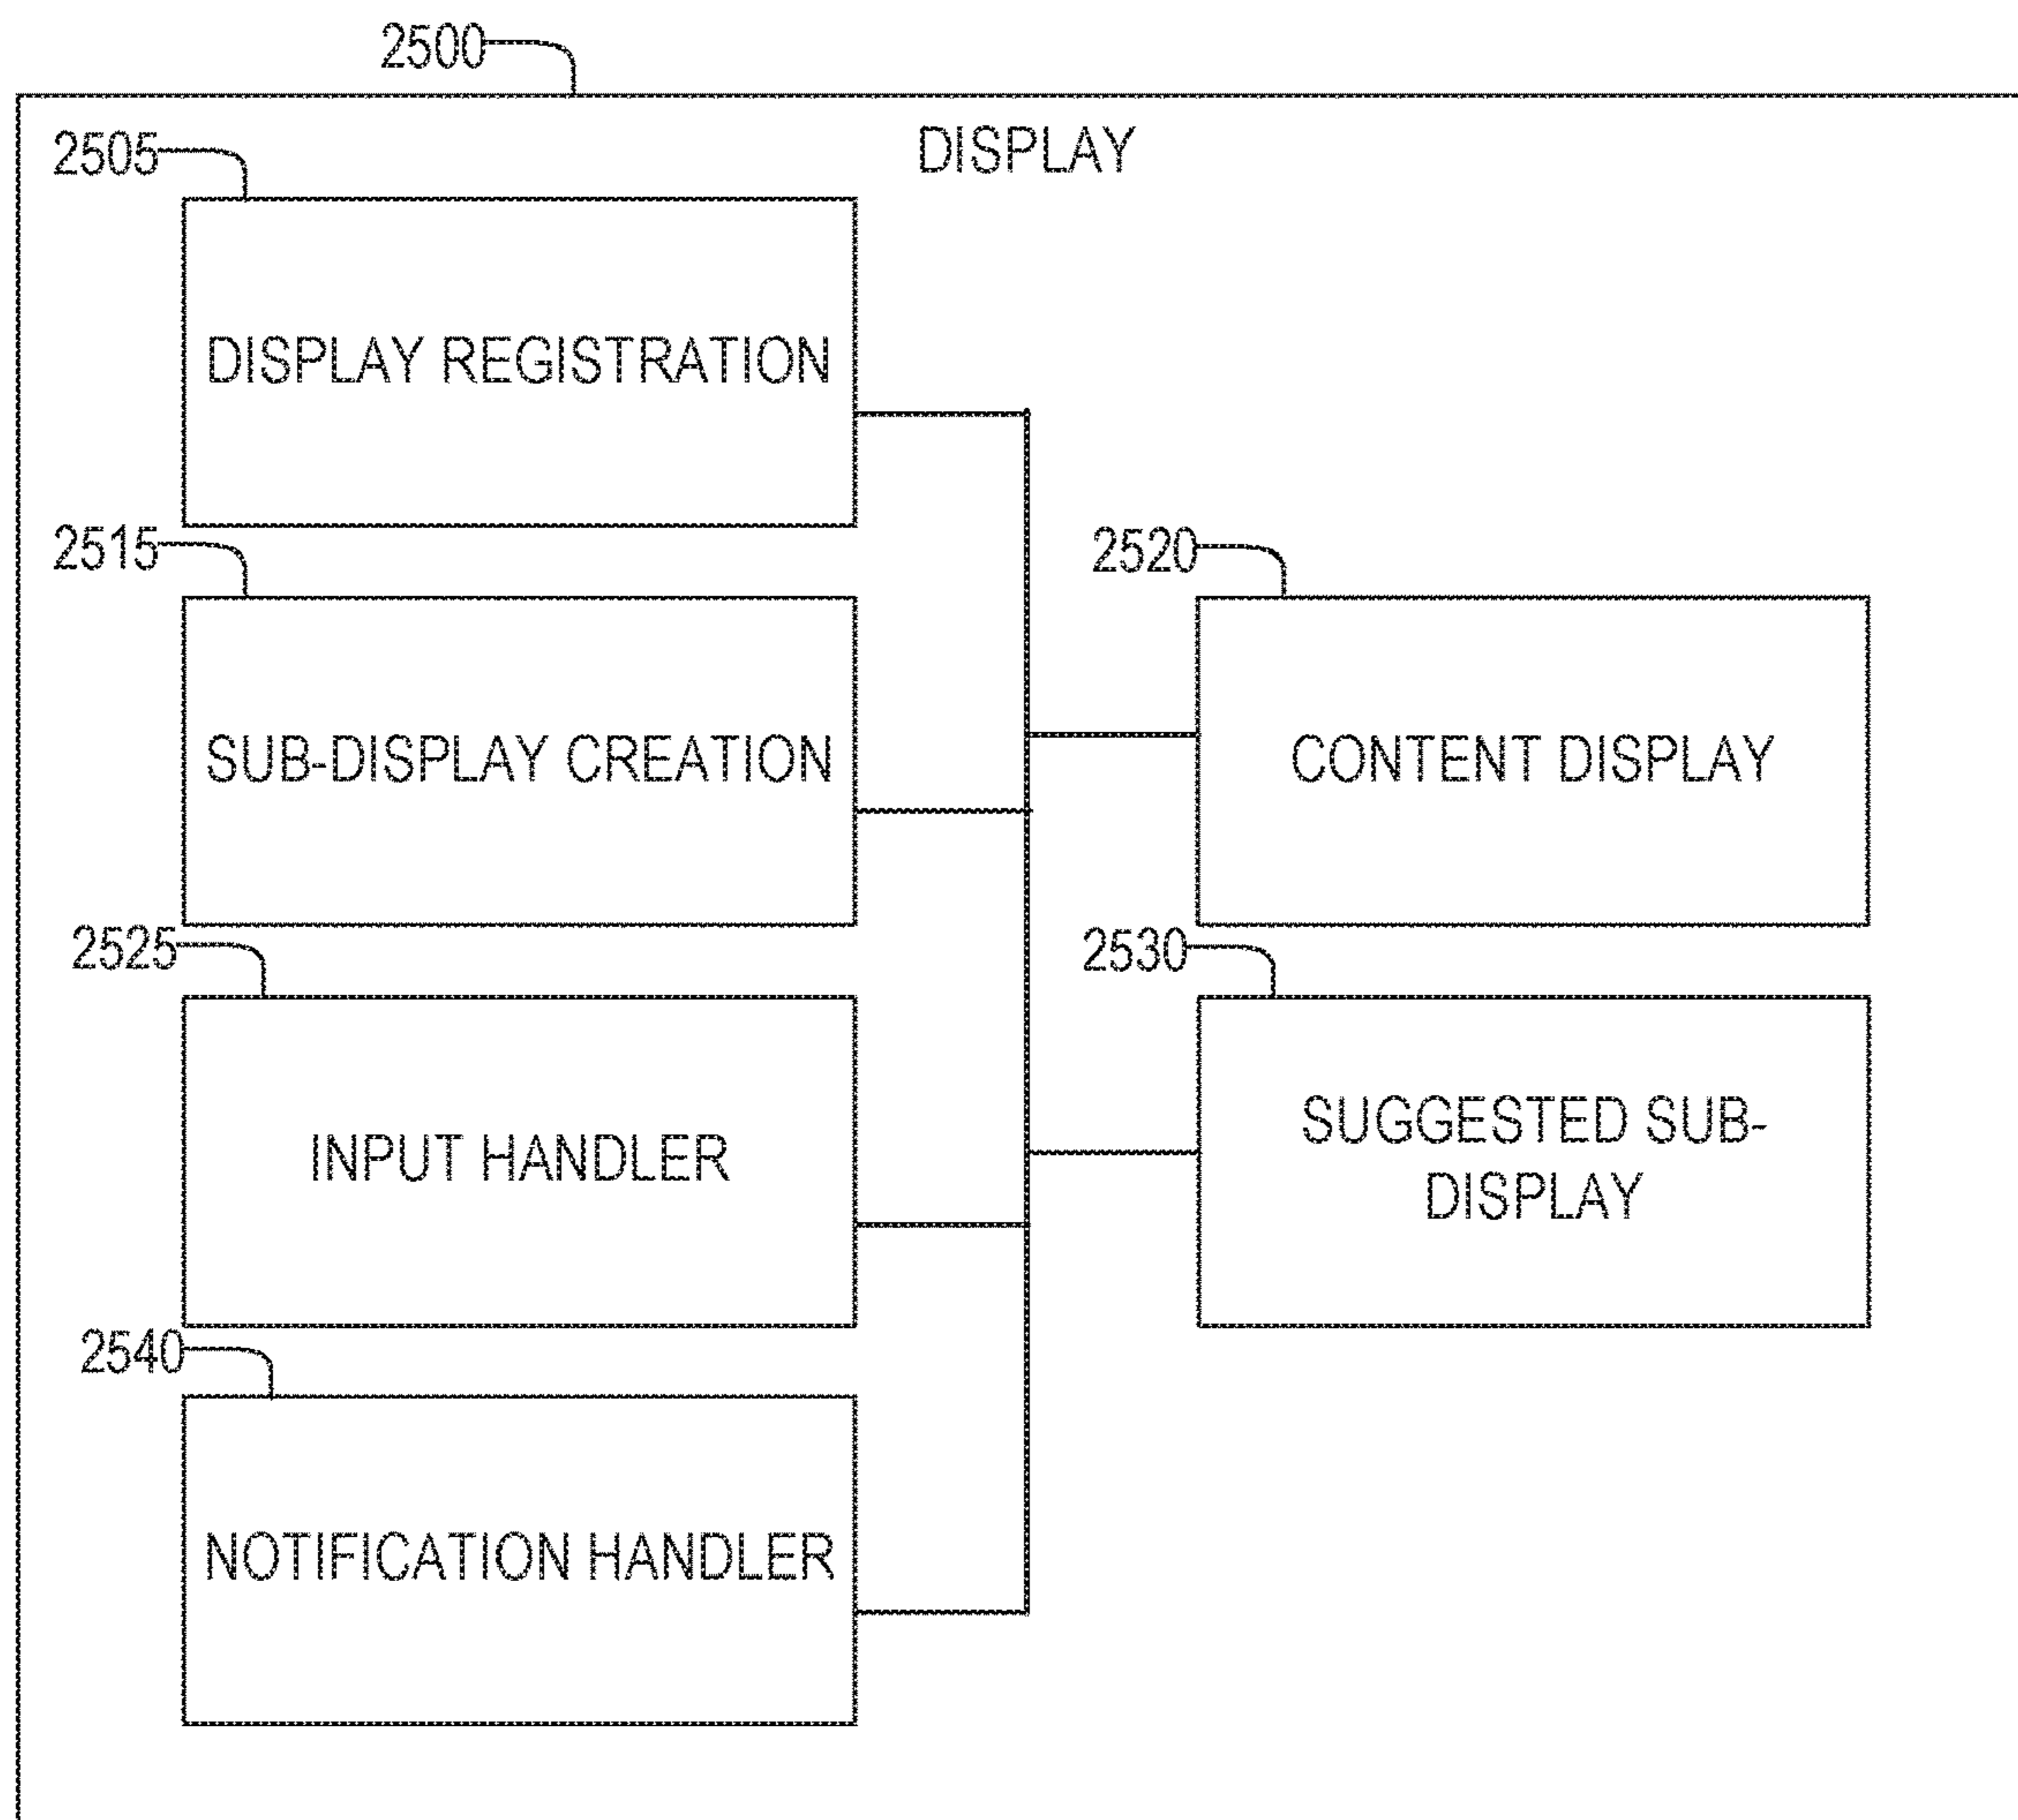 2500
DISPLAY
2505
DISPLAY REGISTRATION
2515
SUB-DISPLAY CREATION
2520
CONTENT DISPLAY
2525
INPUT HANDLER
2530
SUGGESTED SUB-
DISPLAY
2540
NOTIFICATION HANDLER